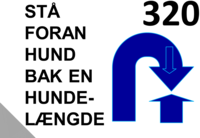 STÅ
FORAN
HUND
BAK EN
HUNDE-
LÆNGDE
320